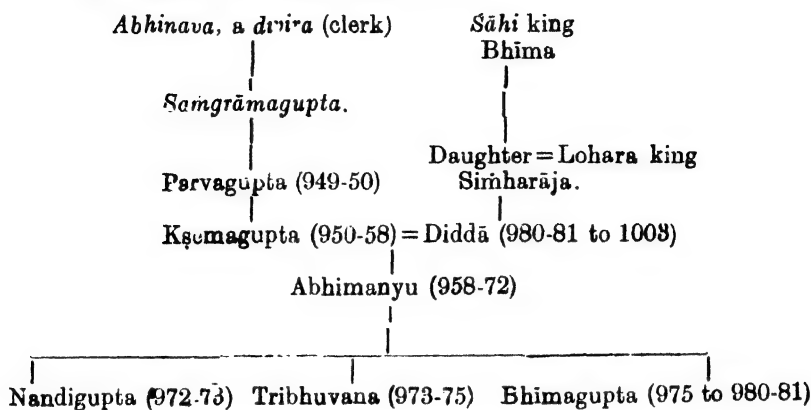 Abhinava, a divira (clerk) Ṣāhi king
Bhīma
Saṁgrāmagupta.
Daughter = Lohara king
Parvagupta (949-50) Siṁharāja.
Kṣemagupta (950-58) = Diddā (980-81 to 1003)
Abhimanyu (958-72)
Nandigupta (972-73) Tribhuvana (973-75) Bhīmagupta (975 to 980-81)